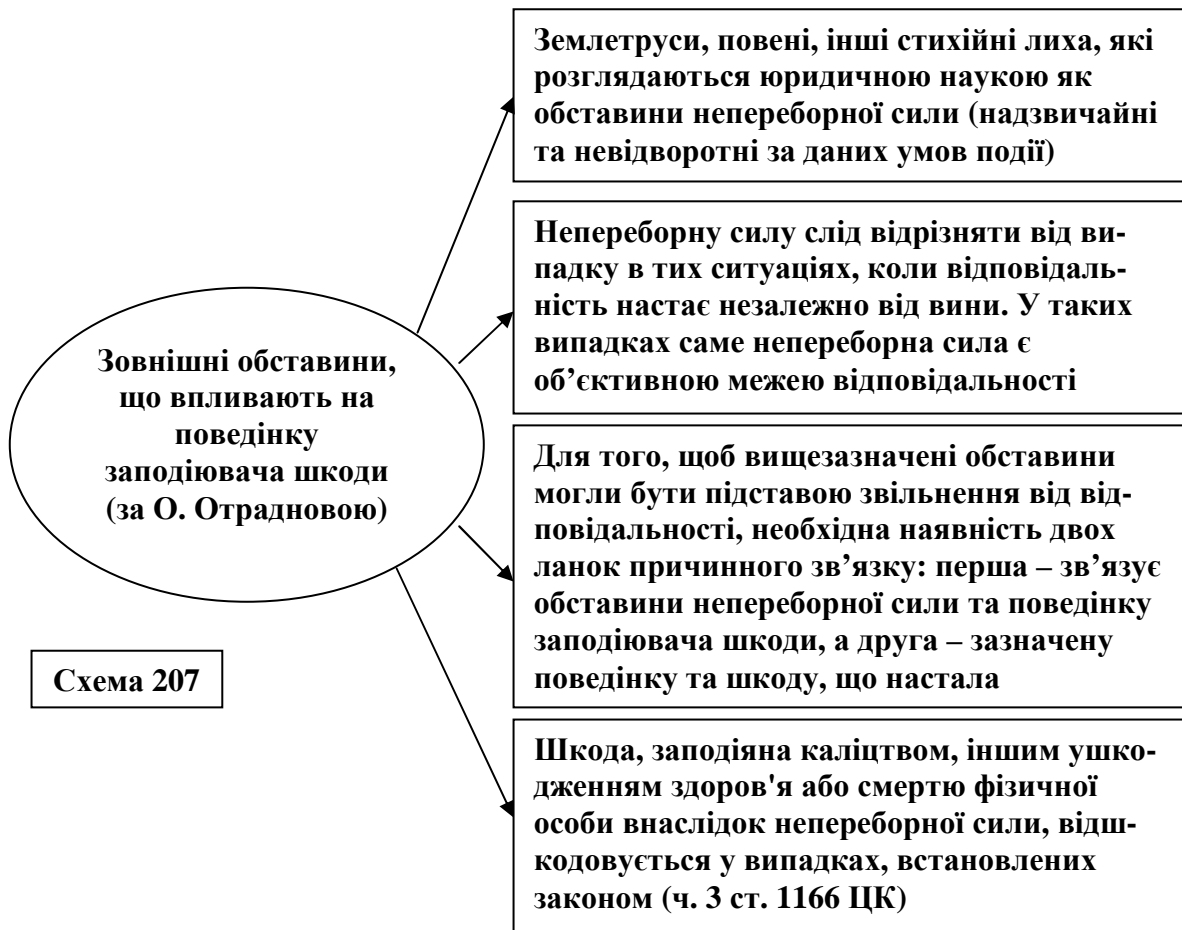 Землетруси, повені, інші стихійні лиха, які
розглядаються юридичною наукою як
обставини непереборної сили (надзвичайні
та невідворотні за даних умов події)
Непереборну силу слід відрізняти від ви-
падку в тих ситуаціях, коли відповідаль-
ність настає незалежно від вини. У таких
випадках саме непереборна сила є
об’єктивною межею відповідальності
Зовнішні обставини,
що впливають на
поведінку
заподіювача шкоди
(за О. Отрадновою)
Для того, щоб вищезазначені обставини
могли бути підставою звільнення від від-
повідальності, необхідна наявність двох
ланок причинного зв’язку: перша – зв’язує
обставини непереборної сили та поведінку
заподіювача шкоди, а друга – зазначену
поведінку та шкоду, що настала
Схема 207
Шкода, заподіяна каліцтвом, іншим ушко-
дженням здоров'я або смертю фізичної
особи внаслідок непереборної сили, відш-
кодовується у випадках, встановлених
законом (ч. 3 ст. 1166 ЦК)